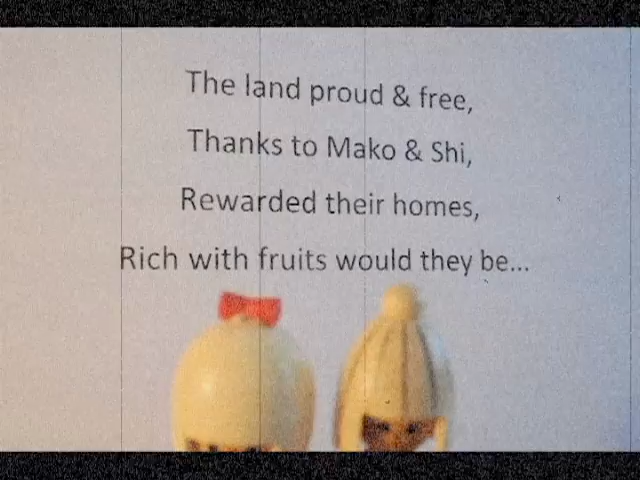 The land proud & free,
Thanks to Mako & Shi,
Rewarded their homes,
Rich with fruits would they be...